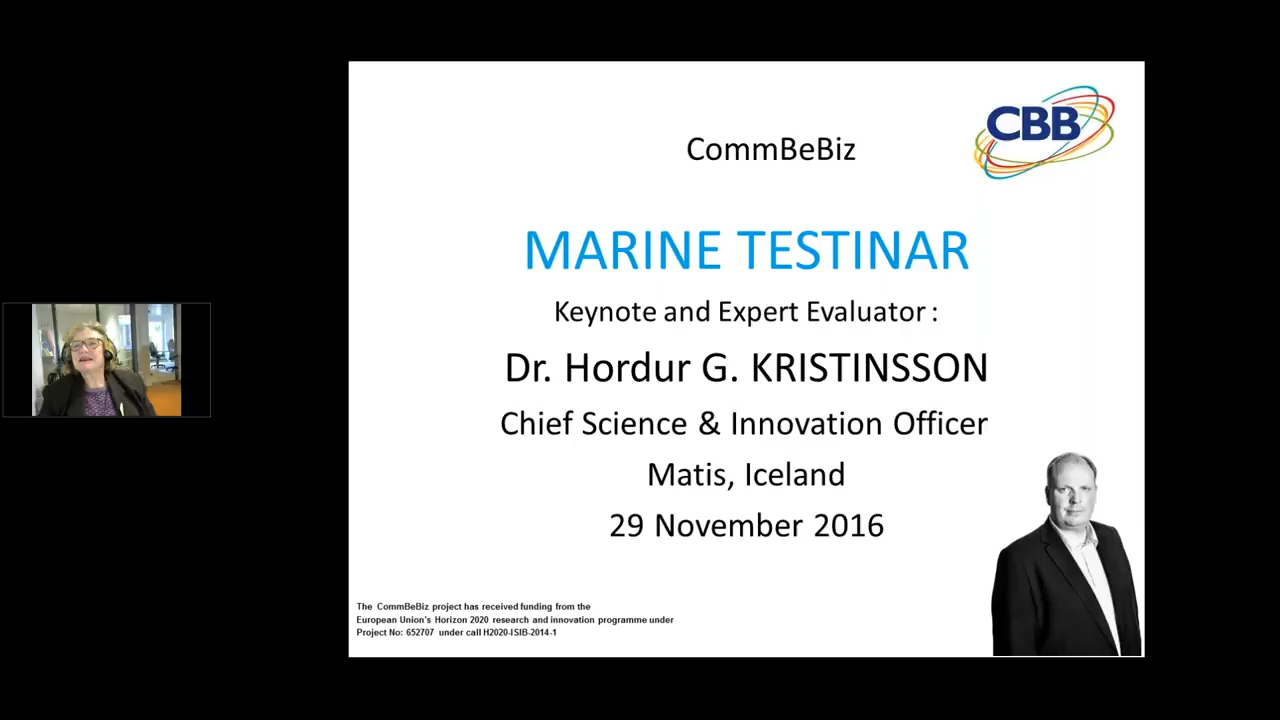 CBB
CommBeBiz
MARINE TESTINAR
Keynote and Expert Evaluator :
Dr. Hordur G. KRISTINSSON
Chief Science & Innovation Officer
Matis, Iceland
29 November 2016
The CommBeBiz project has received funding from the
European Union's Horizon 2020 research and innovation programme under
Project No: 652707 under call H2020-ISIB-2014-1